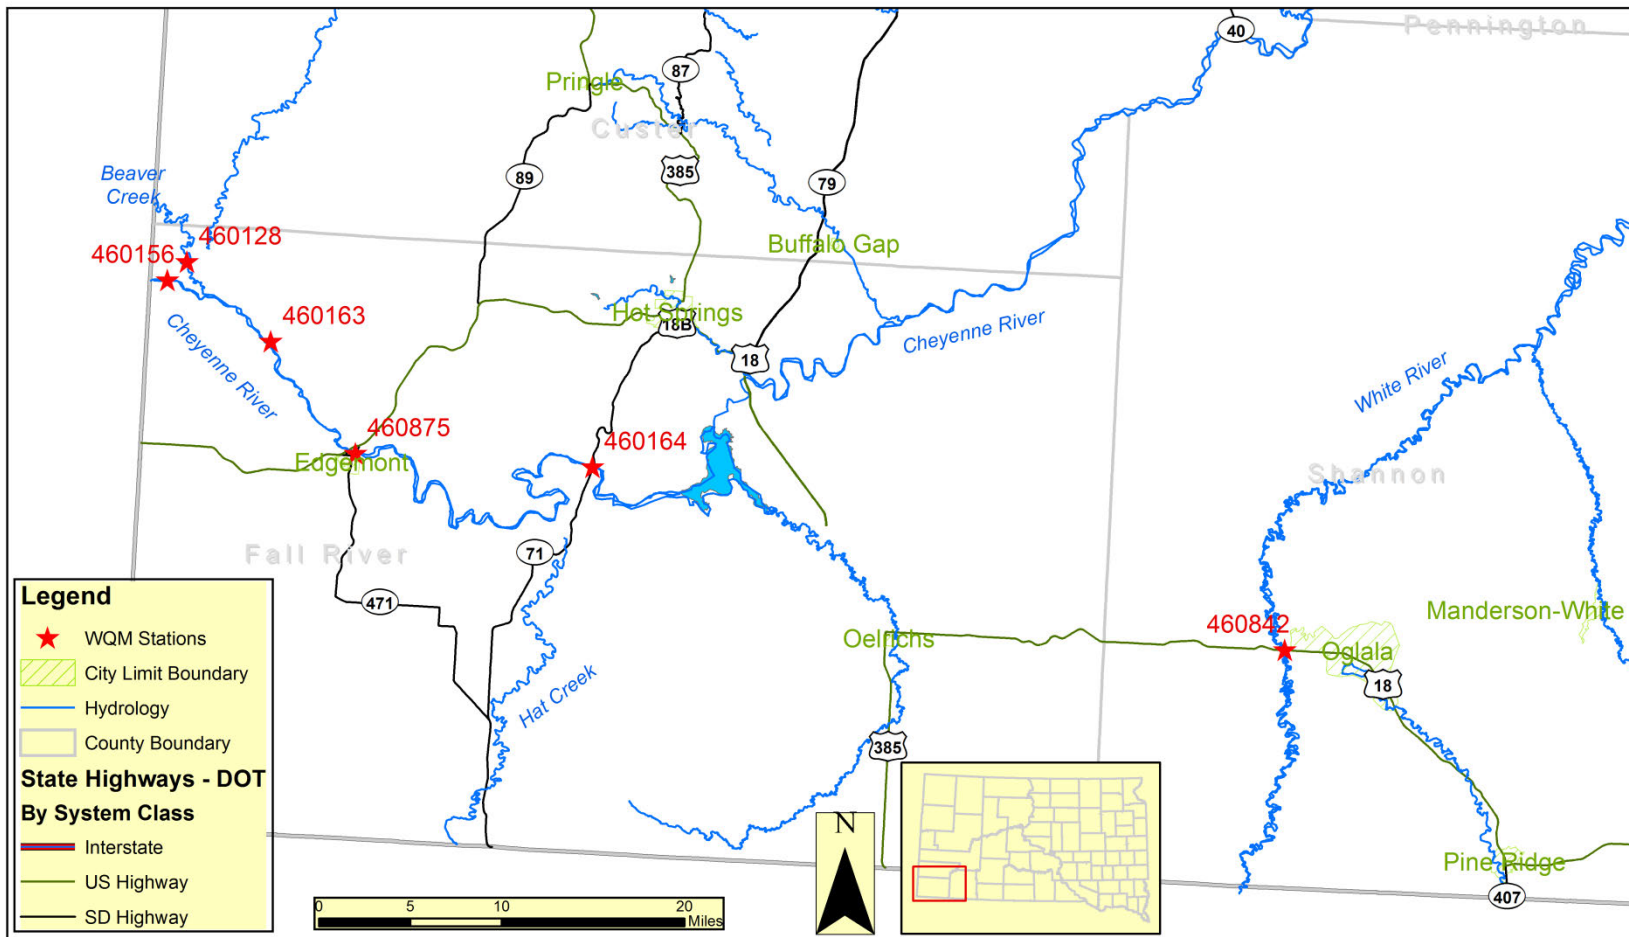 Pennington
40
87
Pringle
Custer
Beaver
Creek
89
385
79
460128
Buffalo Gap
460156
460163
Hot Springs
18B
Cheyenne River
Cheyenne River
18
White River
460875
460164
Edgemont
Shannon
Fall River
71
471
Manderson-White
460842
Oelrichs
Oglala
18
Hat Creek
385
Pine Ridge
407
Legend
WQM Stations
City Limit Boundary
Hydrology
County Boundary
State Highways - DOT
By System Class
Interstate
US Highway
SD Highway
0 5 10 20
Miles
N